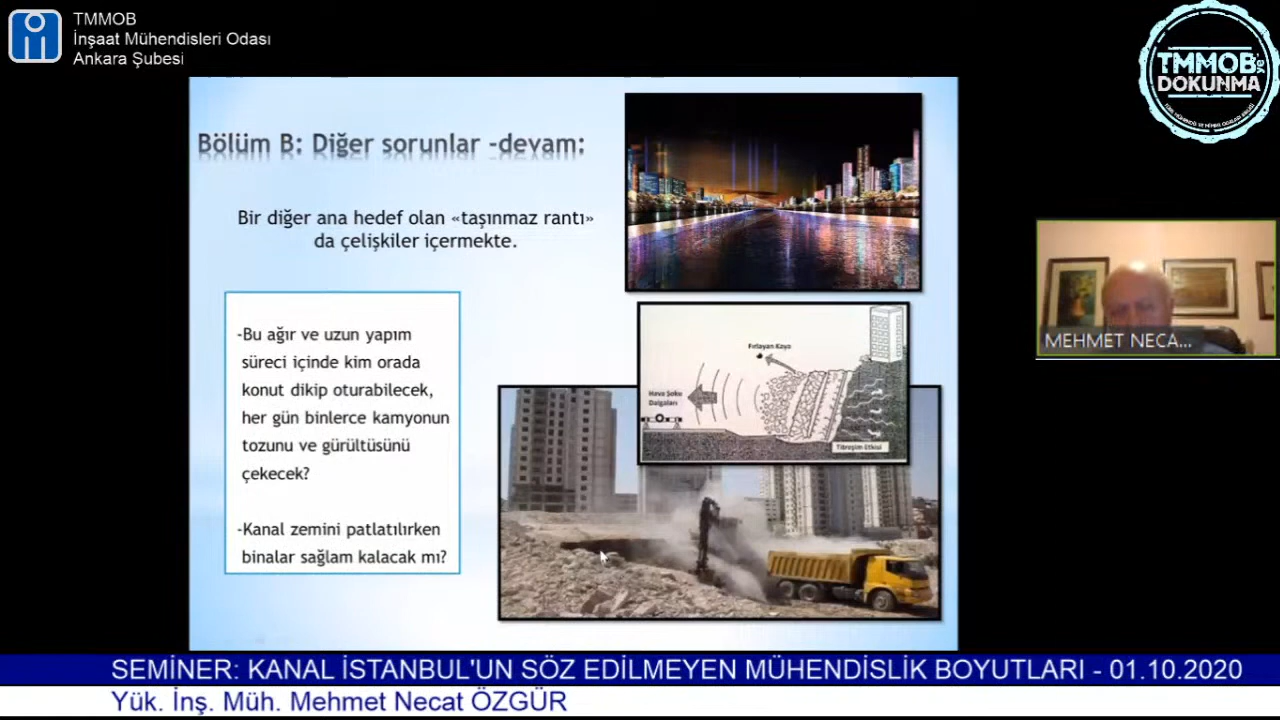 TMMOB
İnşaat Mühendisleri Odası
Ankara Şubesi
TMMOB'ye
DOKUNMA
Bölüm B: Diğer sorunlar -devam:
Bir diğer ana hedef olan «taşınmaz rantı»
da çelişkiler içermekte.
-Bu ağır ve uzun yapım
süreci içinde kim orada
konut dikip oturabilecek,
her gün binlerce kamyonun
tozunu ve gürültüsünü
çekecek?
-Kanal zemini patlatılırken
binalar sağlam kalacak mı?
Fırlayan Kaya
Hava Şoku
Dalgaları
Titreşim Etkisi
MEHMET NECA...
SEMİNER: KANAL İSTANBUL'UN SÖZ EDİLMEYEN MÜHENDİSLİK BOYUTLARI - 01.10.2020
Yük. İnş. Müh. Mehmet Necat ÖZGÜR